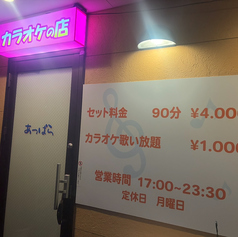 カラオケの店
あっぱら
セット料金 90分 ¥4.000
カラオケ歌い放題 ¥1.000
営業時間 17:00~23:30
定休日 月曜日